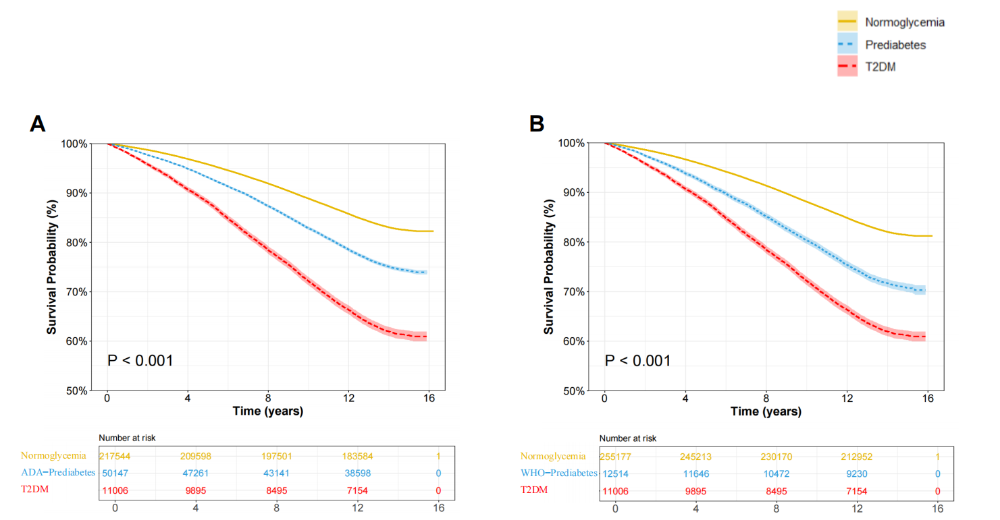 Normoglycemia
Prediabetes
T2DM
A
B
100%
90%
80%
70%
60%
50%
Survival Probability (%)
P < 0.001
0 4 8 12 16
Time (years)
100%
90%
80%
70%
60%
50%
Survival Probability (%)
P < 0.001
0 4 8 12 16
Time (years)
Number at risk
Normoglycemia 217544 209598 197501 183584 1
ADA−Prediabetes 50147 47261 43141 38598 0
T2DM 11006 9895 8495 7154 0
0 4 8 12 16
Number at risk
Normoglycemia 255177 245213 230170 212952 1
WHO−Prediabetes 12514 11646 10472 9230 0
T2DM 11006 9895 8495 7154 0
0 4 8 12 16